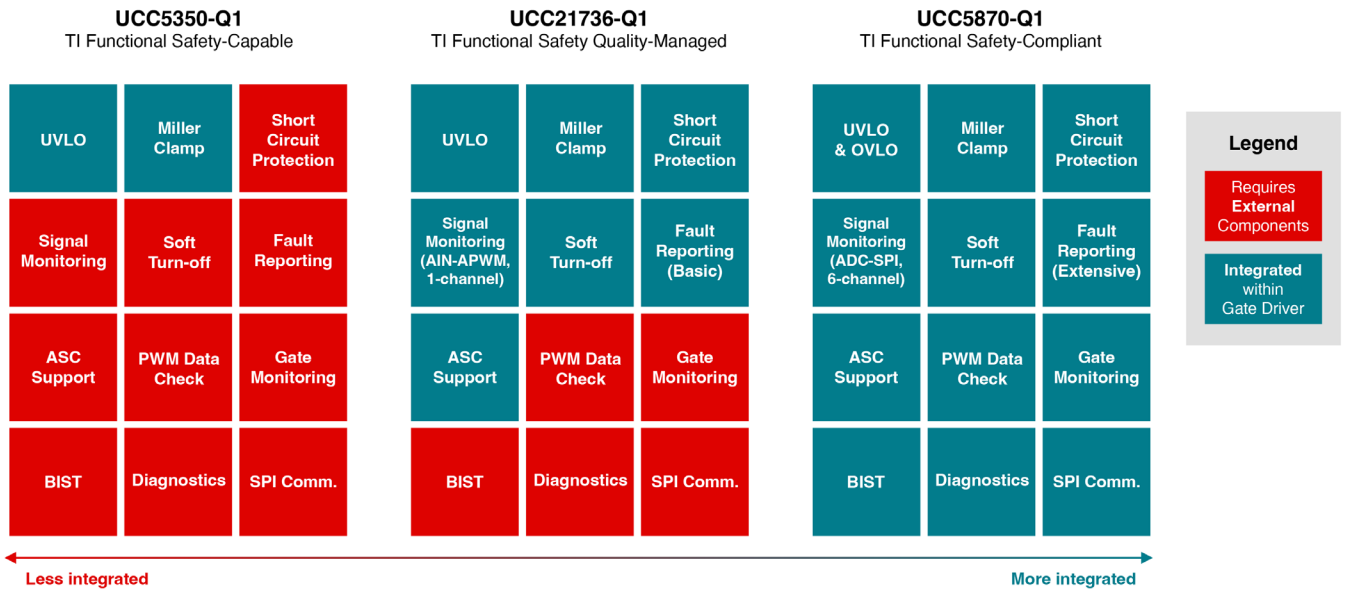 UCC5350-Q1
TI Functional Safety-Capable
UVLO
Miller
Clamp
Short
Circuit
Protection
Signal
Monitoring
Soft
Turn-off
Fault
Reporting
ASC
Support
PWM Data
Check
Gate
Monitoring
BIST
Diagnostics
SPI Comm.
UCC21736-Q1
TI Functional Safety Quality-Managed
UVLO
Miller
Clamp
Short
Circuit
Protection
Signal
Monitoring
(AIN-APWM,
1-channel)
Soft
Turn-off
Fault
Reporting
(Basic)
ASC
Support
PWM Data
Check
Gate
Monitoring
BIST
Diagnostics
SPI Comm.
UCC5870-Q1
TI Functional Safety-Compliant
UVLO
& OVLO
Miller
Clamp
Short
Circuit
Protection
Signal
Monitoring
(ADC-SPI,
6-channel)
Soft
Turn-off
Fault
Reporting
(Extensive)
ASC
Support
PWM Data
Check
Gate
Monitoring
BIST
Diagnostics
SPI Comm.
Legend
Requires
External
Components
Integrated
within
Gate Driver
Less integrated
More integrated